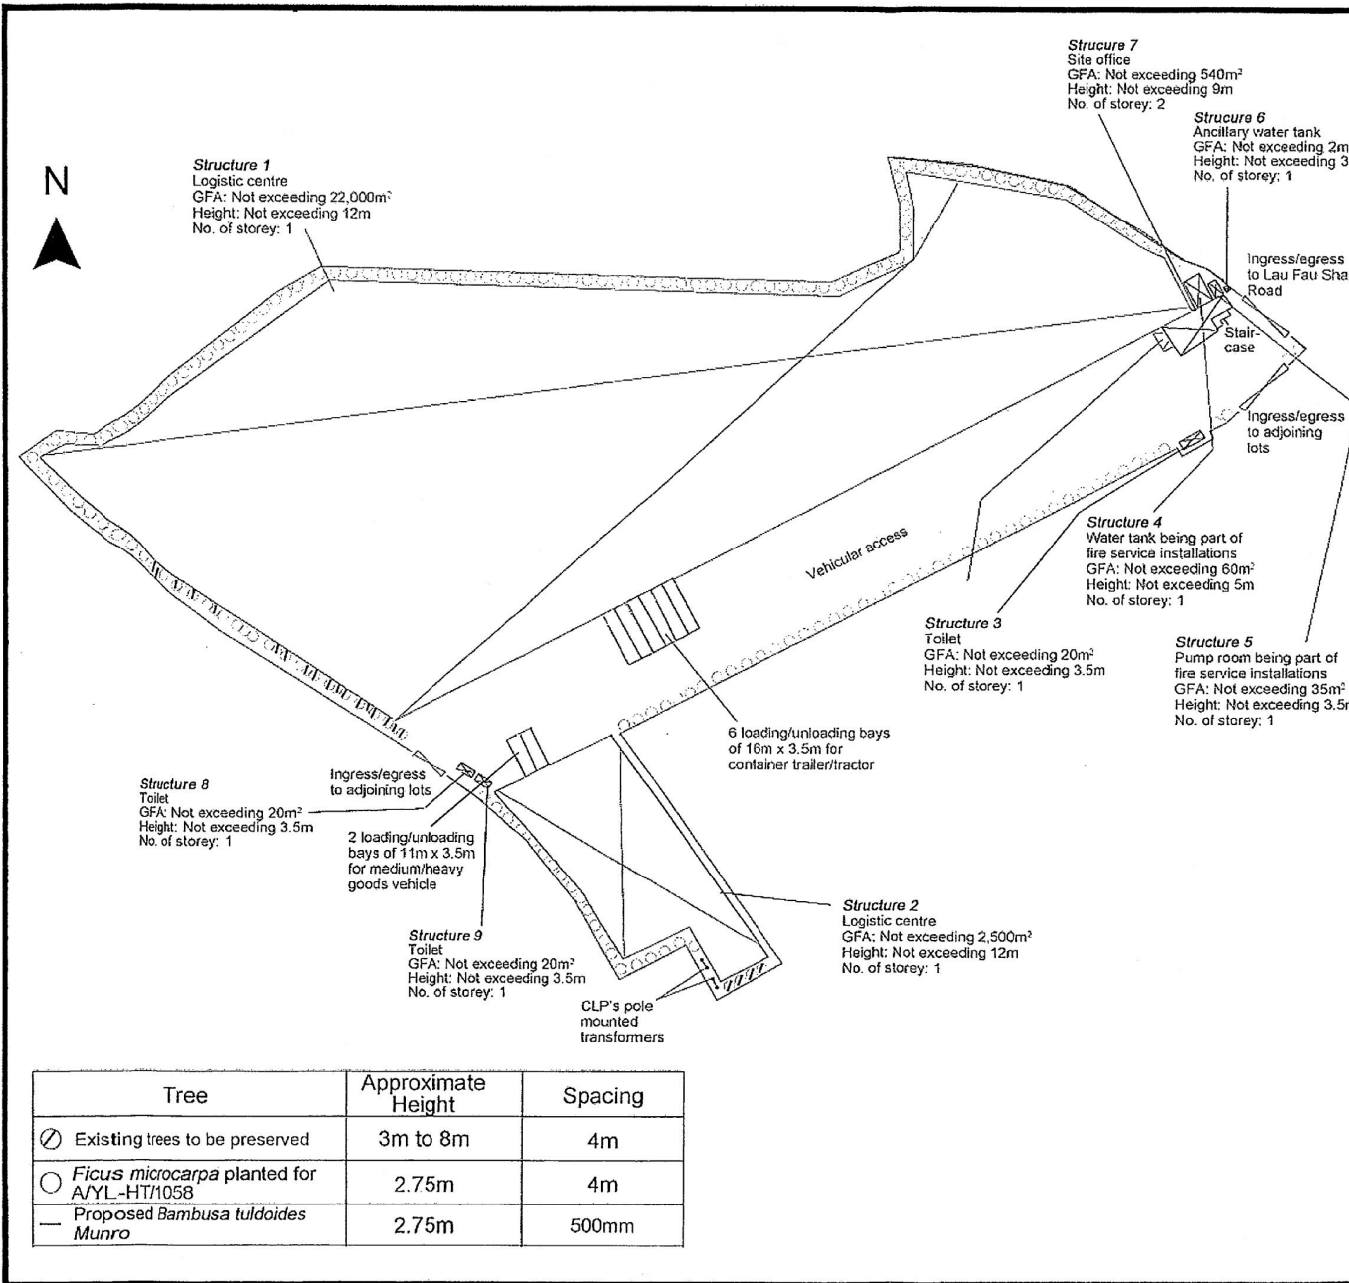 Strucure 7
Site office
GFA: Not exceeding 540m²
Height: Not exceeding 9m
No. of storey: 2
Strucure 6
Ancillary water tank
GFA: Not exceeding 2m
Height: Not exceeding 3
No. of storey: 1
Structure 1
Logistic centre
GFA: Not exceeding 22,000m²
Height: Not exceeding 12m
No. of storey: 1
N
Ingress/egress
to Lau Fau Sha
Road
Stair-
case
Ingress/egress
to adjoining
lots
Vehicular access
Structure 4
Water tank being part of
fire service installations
GFA: Not exceeding 60m²
Height: Not exceeding 5m
No. of storey: 1
Structure 3
Toilet
GFA: Not exceeding 20m²
Height: Not exceeding 3.5m
No. of storey: 1
Structure 5
Pump room being part of
fire service installations
GFA: Not exceeding 35m²
Height: Not exceeding 3.5m
No. of storey: 1
6 loading/unloading bays
of 16m x 3.5m for
container trailer/tractor
Structure 8
Toilet
GFA: Not exceeding 20m²
Height: Not exceeding 3.5m
No. of storey: 1
Ingress/egress
to adjoining lots
2 loading/unloading
bays of 11m x 3.5m
for medium/heavy
goods vehicle
Structure 9
Toilet
GFA: Not exceeding 20m²
Height: Not exceeding 3.5m
No. of storey: 1
Structure 2
Logistic centre
GFA: Not exceeding 2,500m²
Height: Not exceeding 12m
No. of storey: 1
CLP's pole
mounted
transformers
Tree
Approximate
Height
Spacing
Existing trees to be preserved
3m to 8m
4m
Ficus microcarpa planted for
A/YL-HT/1058
2.75m
4m
Proposed Bambusa tuldoides
Munro
2.75m
500mm